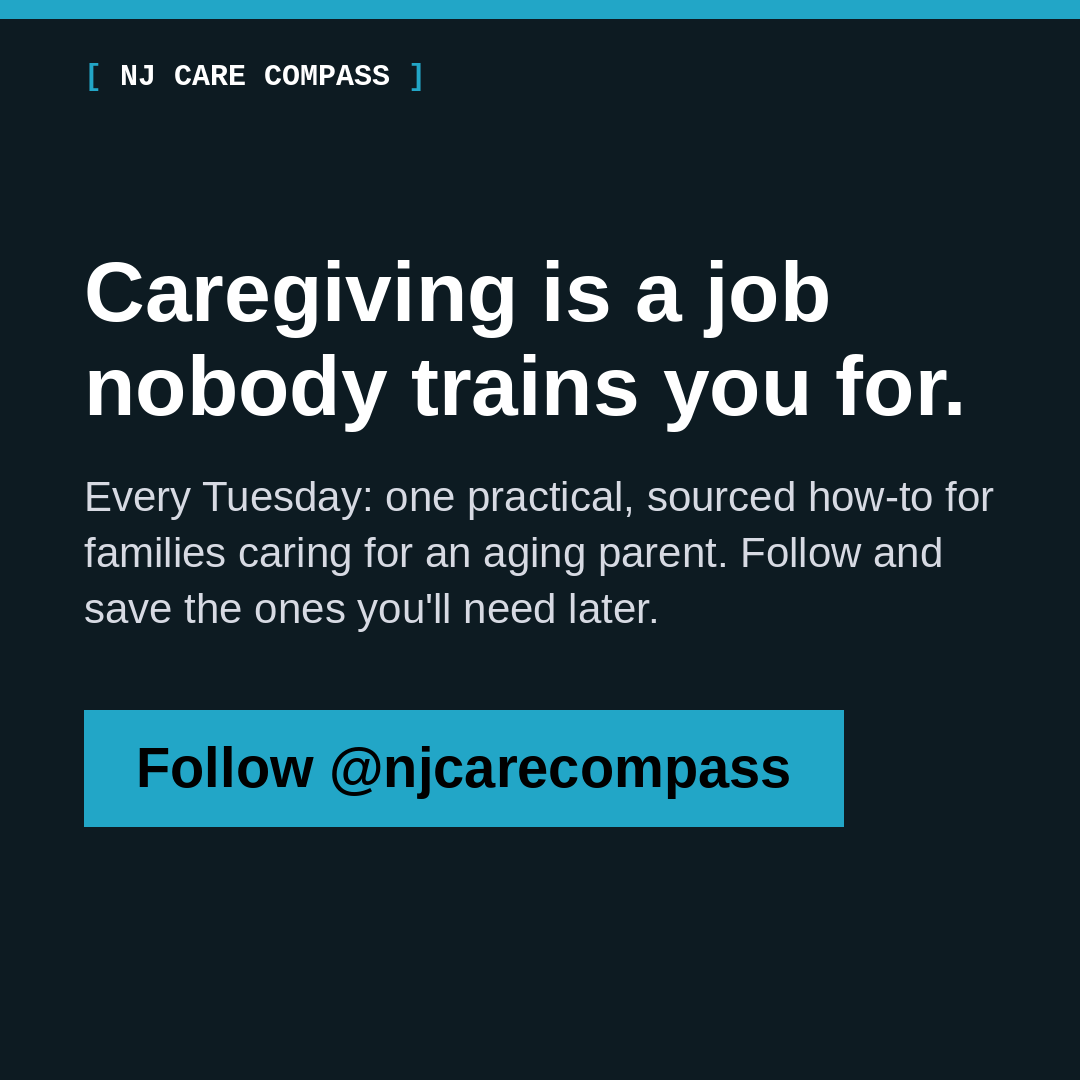 [ NJ CARE COMPASS ]
Caregiving is a job
nobody trains you for.
Every Tuesday: one practical, sourced how-to for
families caring for an aging parent. Follow and
save the ones you'll need later.
Follow @njcarecompass